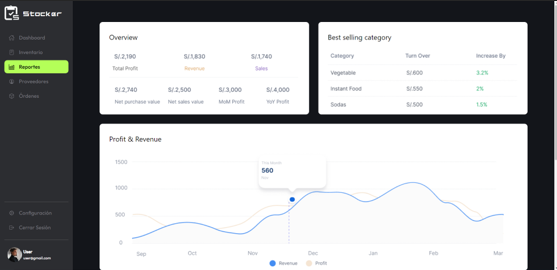 Stocker
Dashboard
Inventario
Reportes
Proveedores
Órdenes
Configuración
Cerrar Sesión
User
user@gmail.com
Overview
S/.2,190
S/.1,830
S/.1,740
Total Profit
Revenue
Sales
S/.2,740
S/.2,500
S/.3,000
S/.4,000
Net purchase value
Net sales value
MoM Profit
YoY Profit
Best selling category
Category
Turn Over
Increase By
Vegetable
S/.600
3.2%
Instant Food
S/.550
2%
Sodas
S/.500
1.5%
Profit & Revenue
1500
1000
500
0
560
Sep
Oct
Nov
Dec
Jan
Feb
Mar
Revenue
Profit